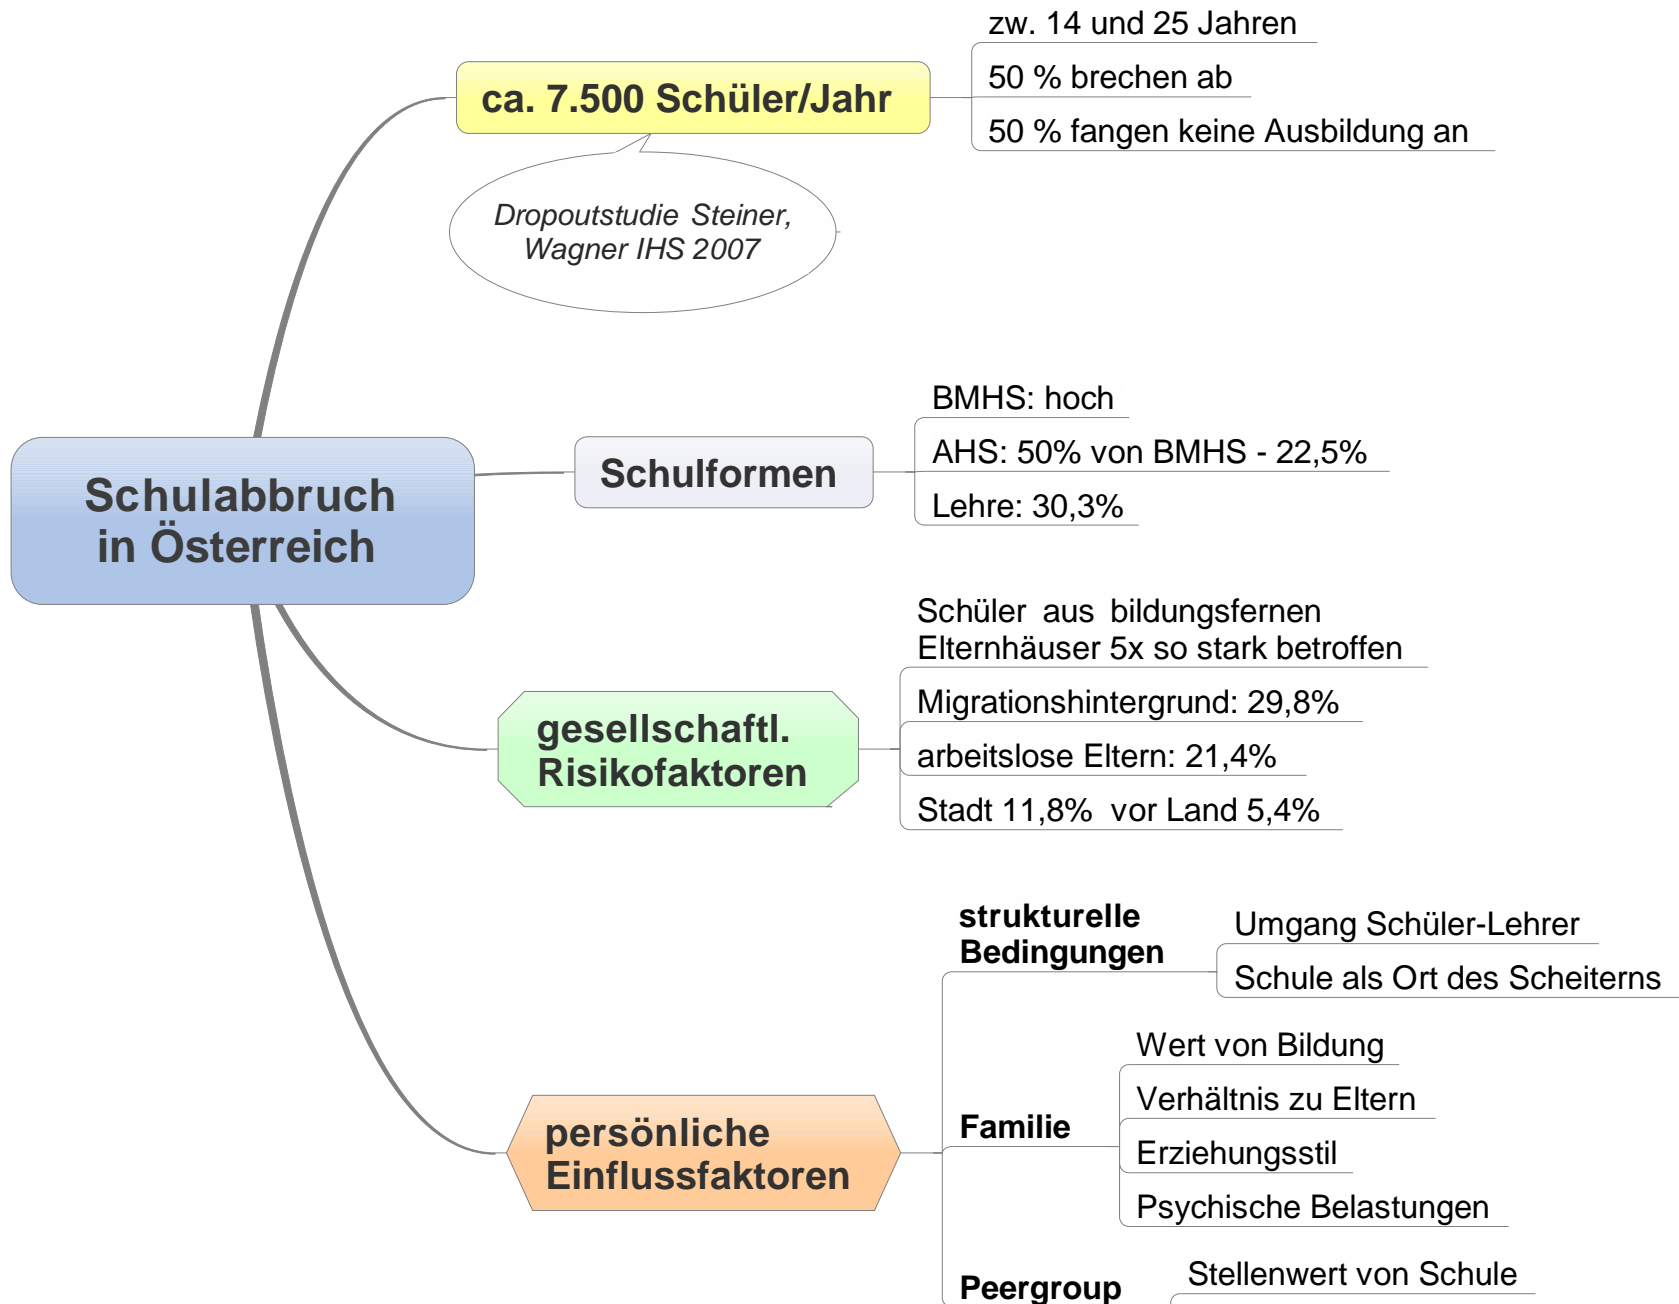 Schulabbruch
in Österreich
ca. 7.500 Schüler/Jahr
zw. 14 und 25 Jahren
50 % brechen ab
50 % fangen keine Ausbildung an
Dropoutstudie Steiner,
Wagner IHS 2007
Schulformen
BMHS: hoch
AHS: 50% von BMHS - 22,5%
Lehre: 30,3%
gesellschaftl.
Risikofaktoren
Schüler aus bildungsfernen
Elternhäuser 5x so stark betroffen
Migrationshintergrund: 29,8%
arbeitslose Eltern: 21,4%
Stadt 11,8% vor Land 5,4%
persönliche
Einflussfaktoren
strukturelle
Bedingungen
Umgang Schüler-Lehrer
Schule als Ort des Scheiterns
Familie
Wert von Bildung
Verhältnis zu Eltern
Erziehungsstil
Psychische Belastungen
Peergroup
Stellenwert von Schule